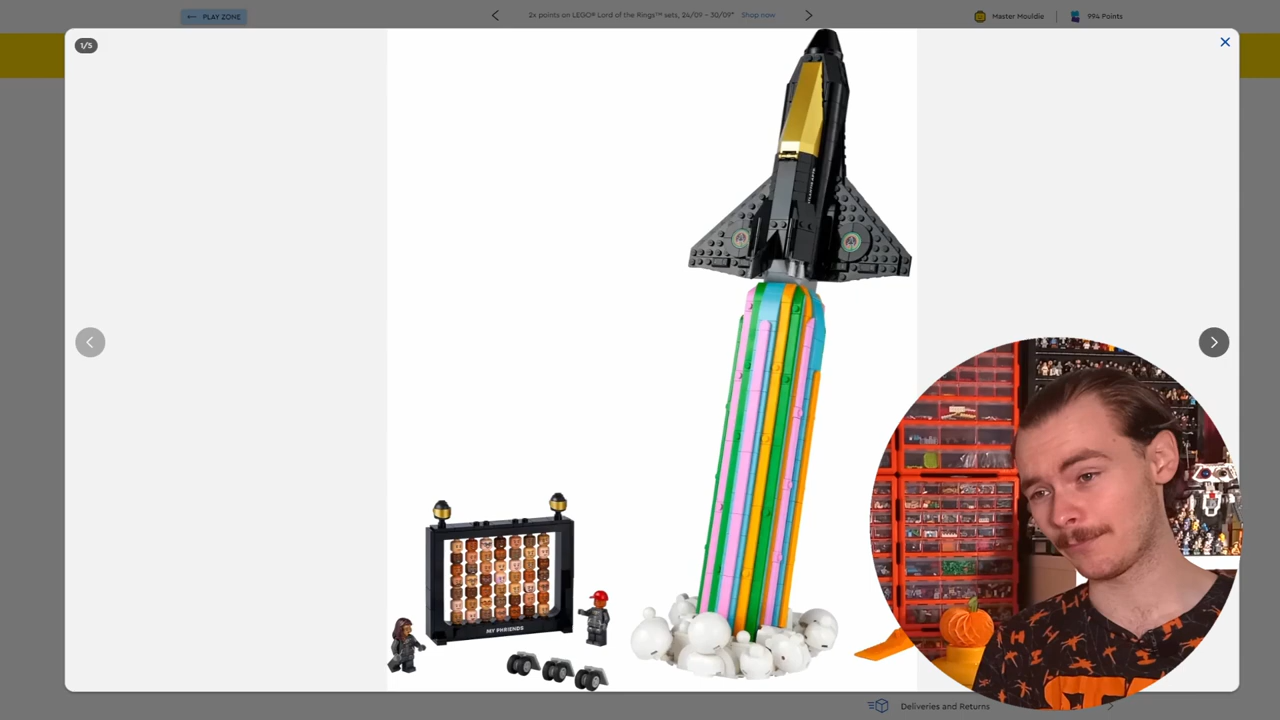 PLAY ZONE
2x points on LEGO® Lord of the Rings™ sets, 24/09 - 30/09* Shop now
Master Mouldie
994 Points
1/5
MY PHRIENDS
Deliveries and Returns